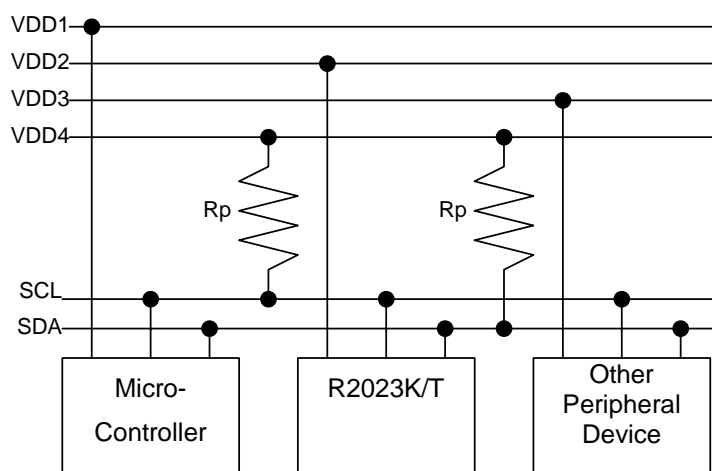 VDD1
VDD2
VDD3
VDD4
Rp
Rp
SCL
SDA
Micro-
Controller
R2023K/T
Other
Peripheral
Device